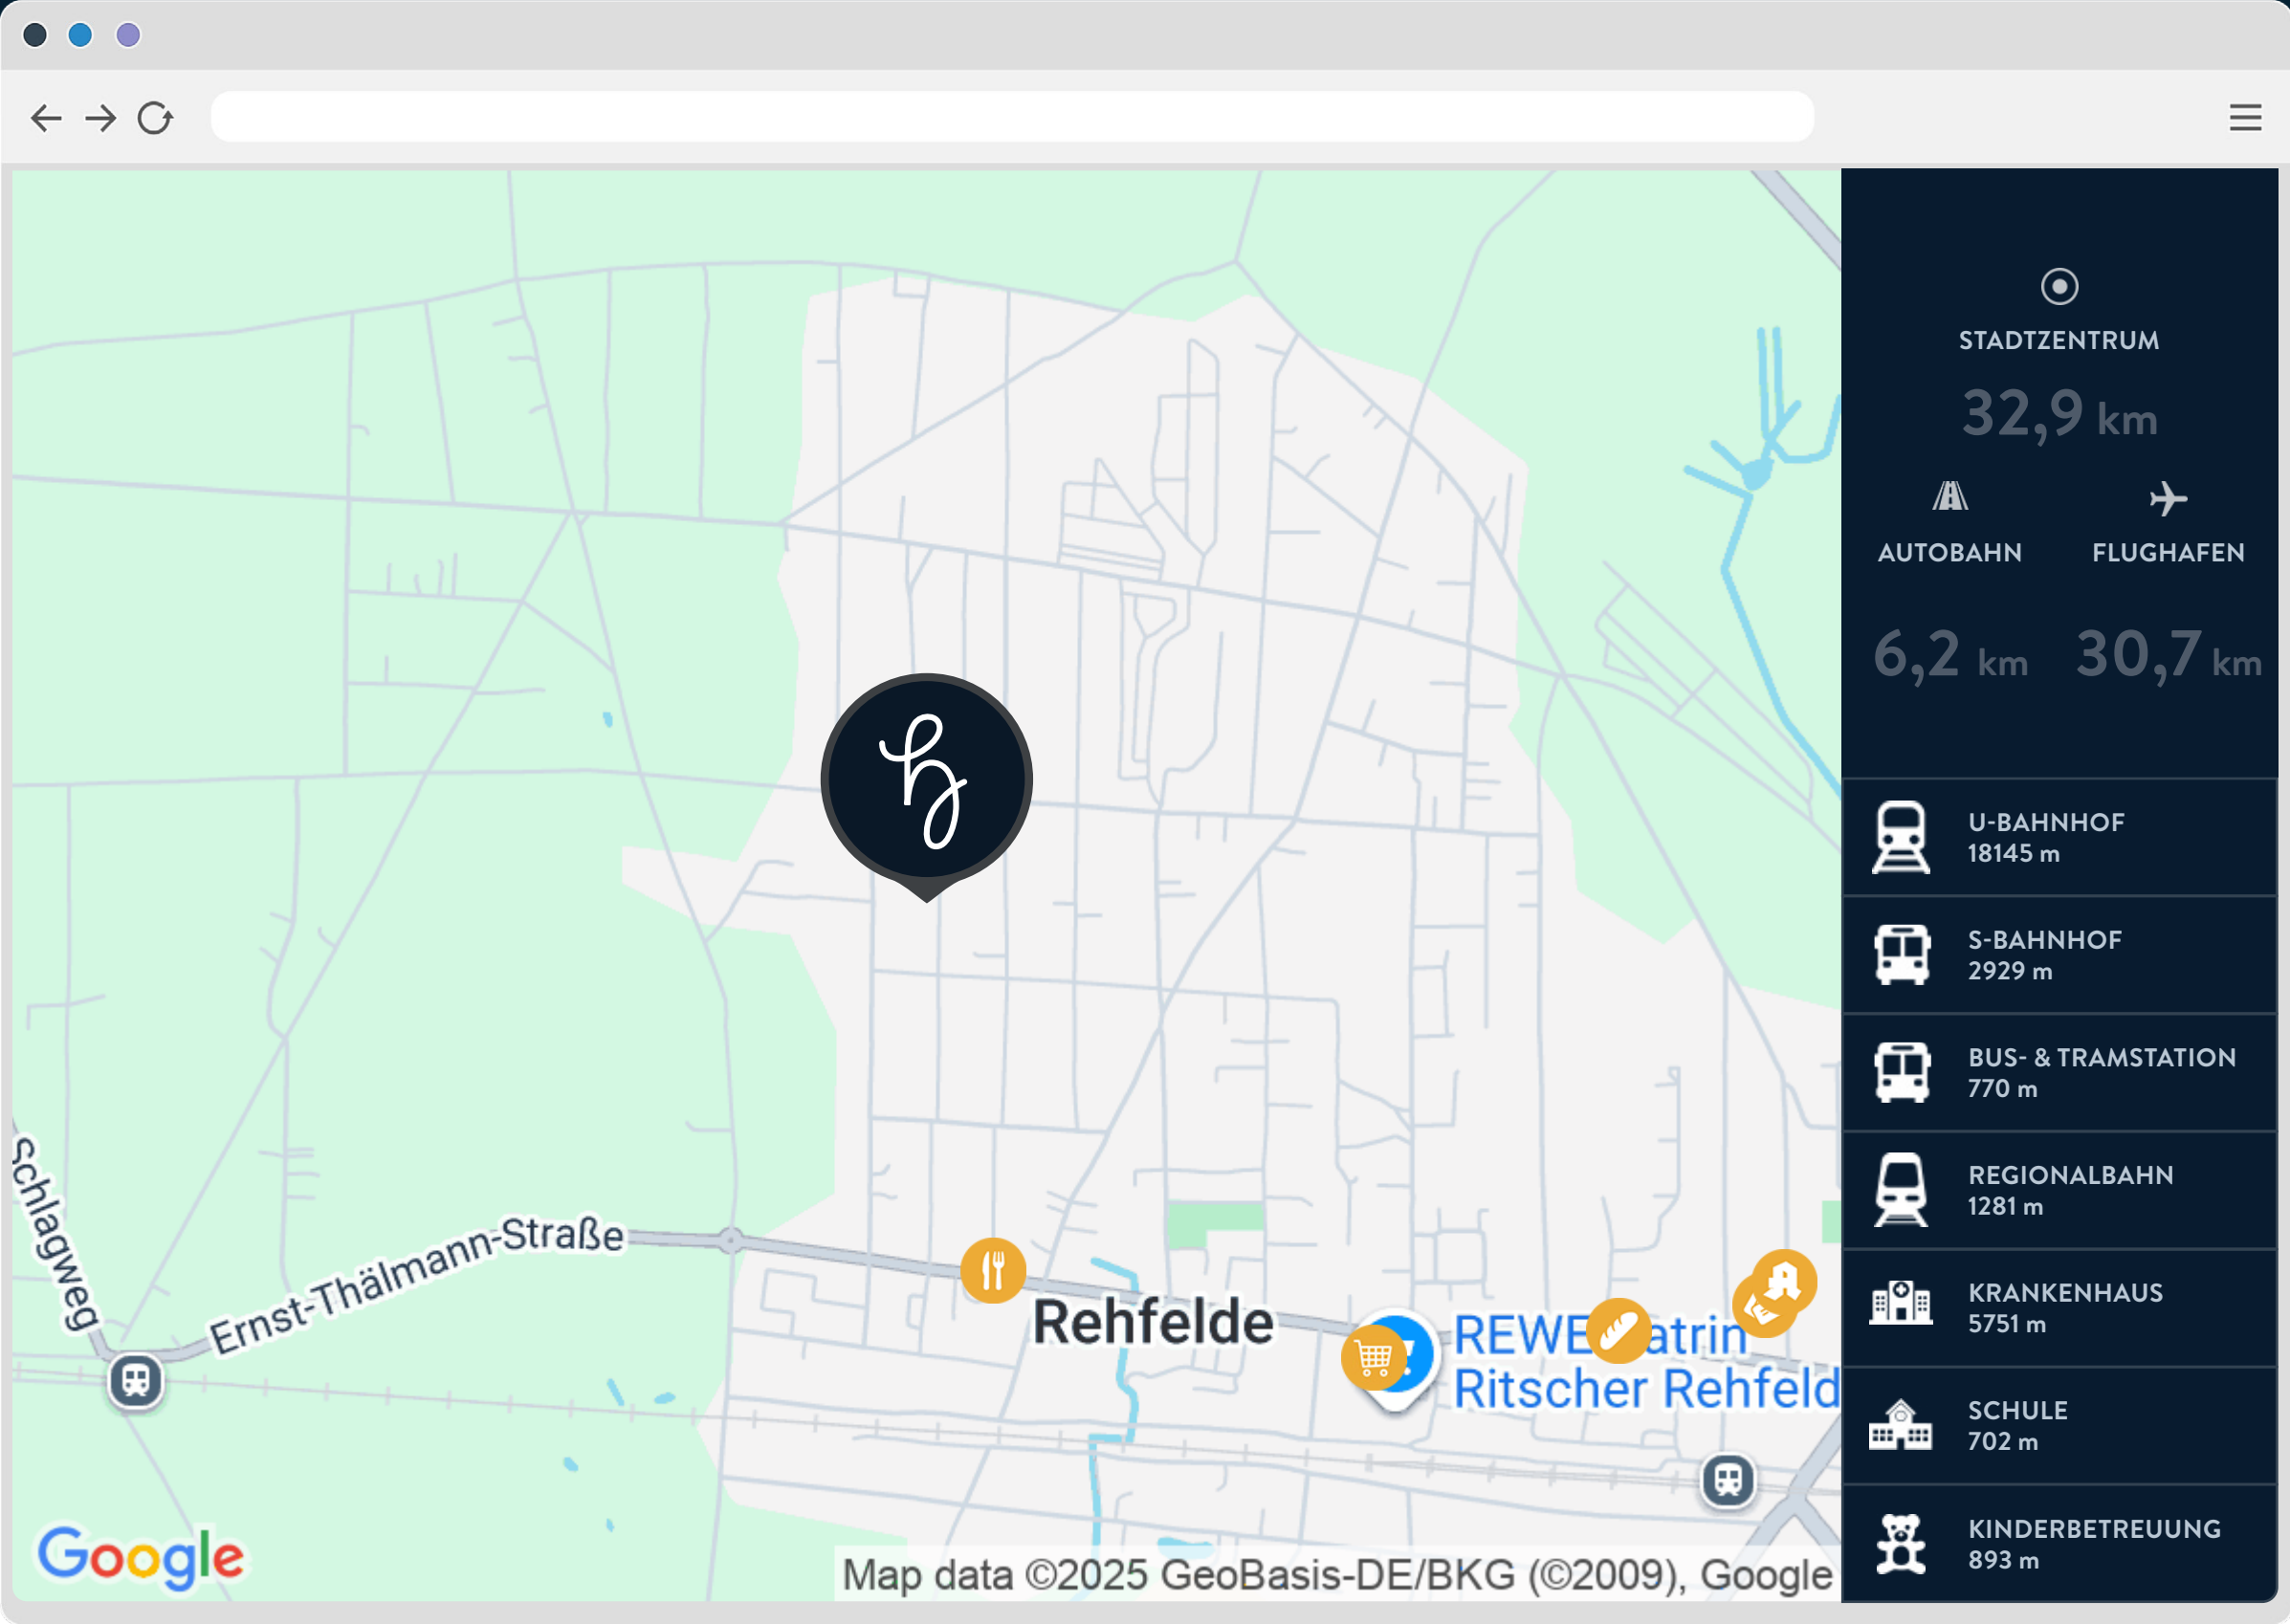 STADTZENTRUM
32,9 km
AUTOBAHN
FLUGHAFEN
6,2 km
30,7 km
U-BAHNHOF
18145 m
S-BAHNHOF
2929 m
BUS- & TRAMSTATION
770 m
REGIONALBAHN
1281 m
KRANKENHAUS
5751 m
SCHULE
702 m
KINDERBETREUUNG
893 m
Schlagweg
Ernst-Thälmann-Straße
Rehfelde
REWE atrin
Ritscher Rehfeld
Google
Map data ©2025 GeoBasis-DE/BKG (©2009), Google